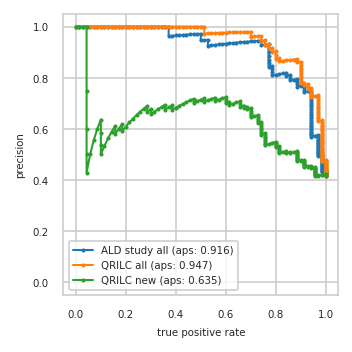 1.0
0.8
0.6
0.4
0.2
0.0
precision
ALD study all (aps: 0.916)
QRILC all (aps: 0.947)
QRILC new (aps: 0.635)
0.0 0.2 0.4 0.6 0.8 1.0
true positive rate